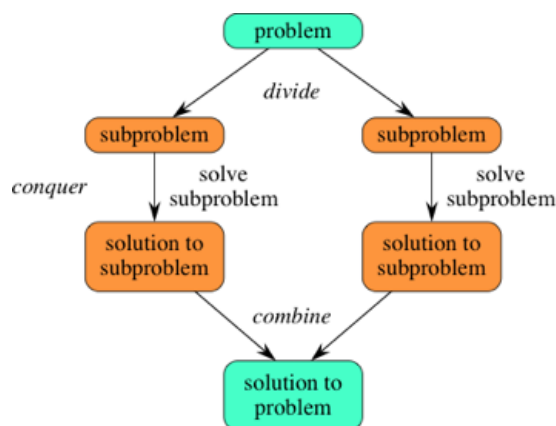 problem
divide
subproblem
subproblem
conquer
solve
subproblem
solve
subproblem
solution to
subproblem
solution to
subproblem
combine
solution to
problem